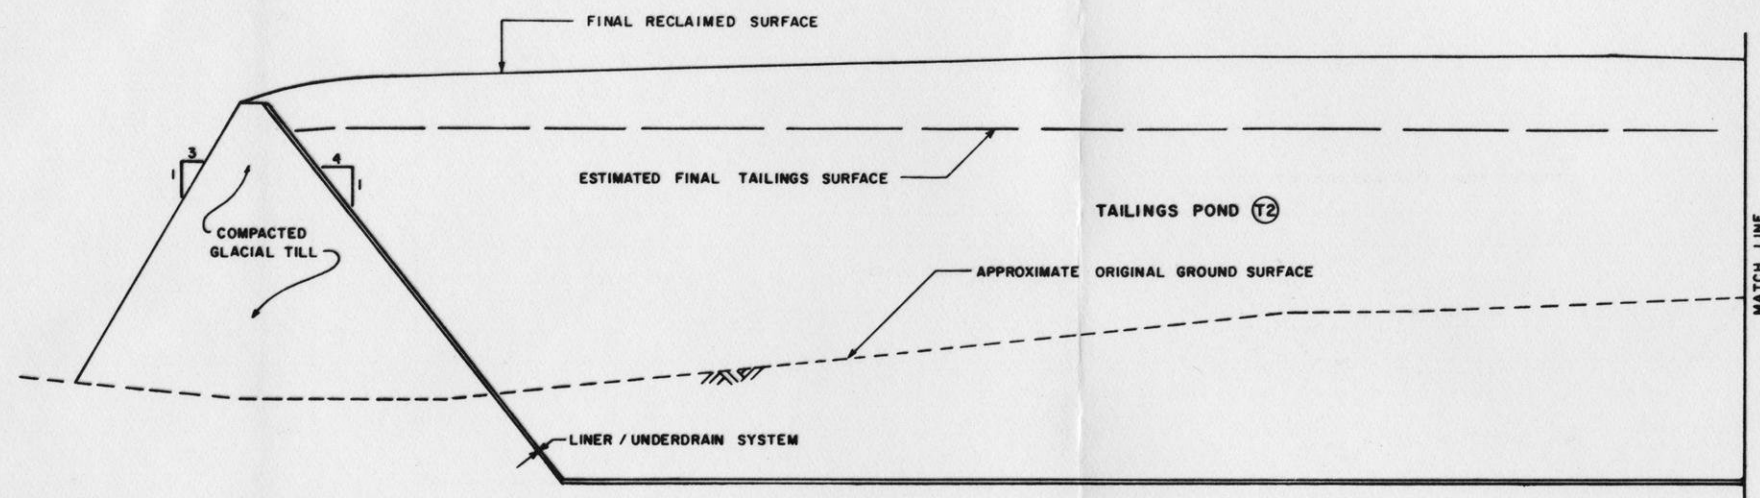 FINAL RECLAIMED SURFACE
3
1
4
1
ESTIMATED FINAL TAILINGS SURFACE
TAILINGS POND T2
COMPACTED
GLACIAL TILL
APPROXIMATE ORIGINAL GROUND SURFACE
MATCH LINE
LINER / UNDERDRAIN SYSTEM